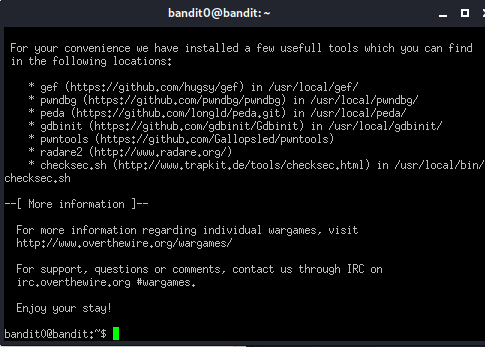 bandit0@bandit: ~
For your convenience we have installed a few usefull tools which you can find
in the following locations:
* gef (https://github.com/hugsy/gef) in /usr/local/gef/
* pwndbg (https://github.com/pwndbg/pwndbg) in /usr/local/pwndbg/
* peda (https://github.com/longld/peda.git) in /usr/local/peda/
* gdbinit (https://github.com/gdbinit/Gdbinit) in /usr/local/gdbinit/
* pwntools (https://github.com/Gallopsled/pwntools)
* radare2 (http://www.radare.org/)
* checksec.sh (http://www.trapkit.de/tools/checksec.html) in /usr/local/bin/
checksec.sh
--[ More information ]--
For more information regarding individual wargames, visit
http://www.overthewire.org/wargames/
For support, questions or comments, contact us through IRC on
irc.overthewire.org #wargames.
Enjoy your stay!
bandit0@bandit:~$